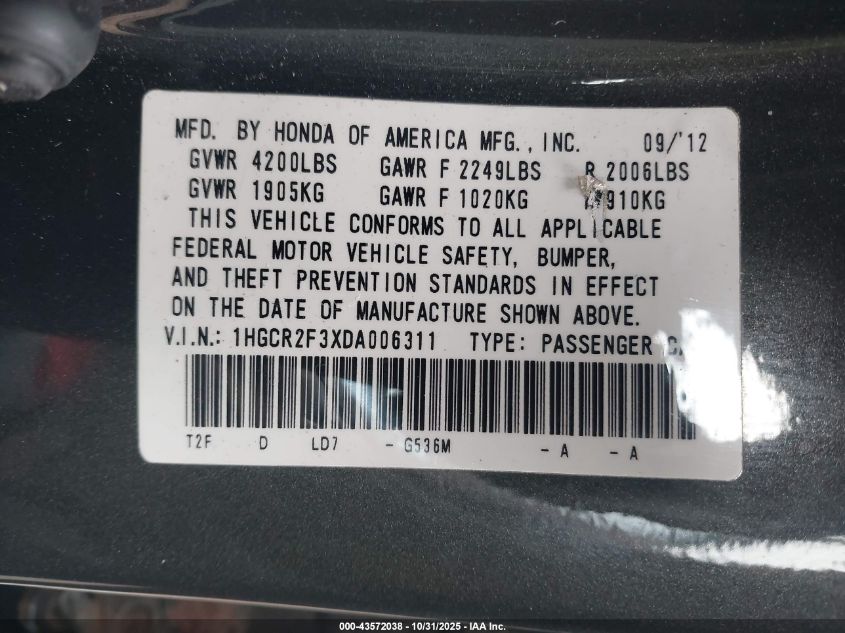 MFD. BY HONDA OF AMERICA MFG., INC. 09/'12
GVWR 4200LBS GAWR F 2249LBS R 2006LBS
GVWR 1905KG GAWR F 1020KG 910KG
THIS VEHICLE CONFORMS TO ALL APPLICABLE
FEDERAL MOTOR VEHICLE SAFETY, BUMPER,
AND THEFT PREVENTION STANDARDS IN EFFECT
ON THE DATE OF MANUFACTURE SHOWN ABOVE.
V.I.N.: 1HGCR2F3XDA006311 TYPE: PASSENGER
T2F D LD7 - G536M - A - A
000-43572038 - 10/31/2025 - IAA Inc.